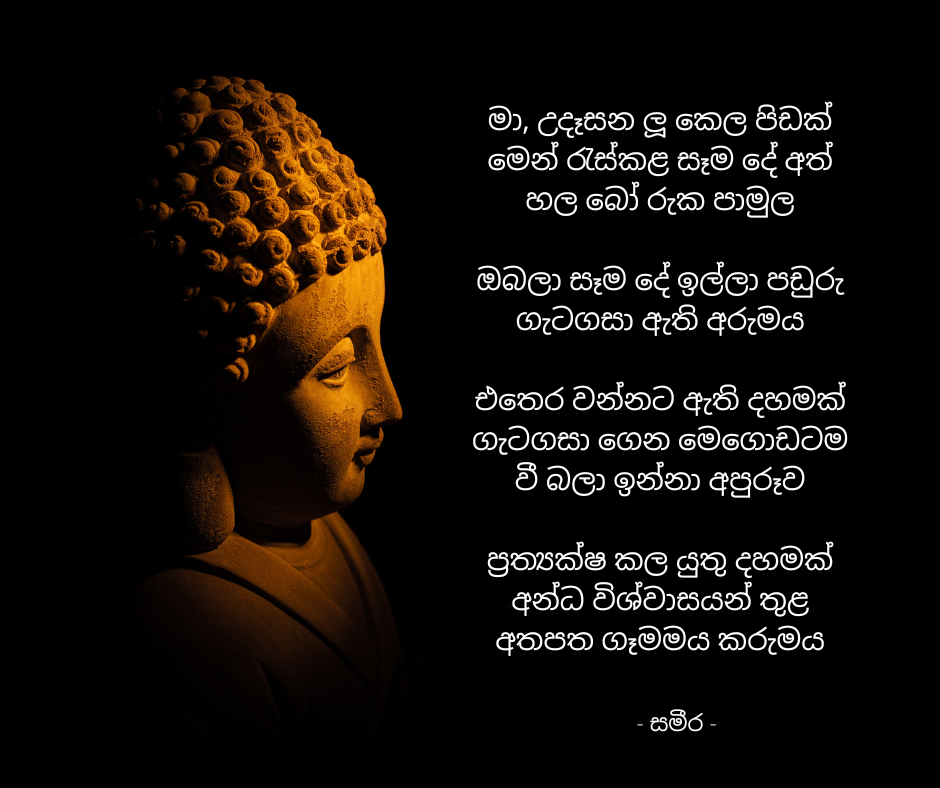 මා, උදෑසන ලූ කෙල පිඩක්
මෙන් රැස්කළ සෑම දේ අත්
හල බෝ රුක පාමුල
ඔබලා සෑම දේ ඉල්ලා පඩුරු
ගැටගසා ඇති අරුමය
එතෙර වන්නට ඇති දහමක්
ගැටගසා ගෙන මෙගොඩටම
වී බලා ඉන්නා අපුරූව
ප්‍රත්‍යක්ෂ කල යුතු දහමක්
අන්ධ විශ්වාසයන් තුළ
අතපත ගෑමමය කරුමය
- සමීර -